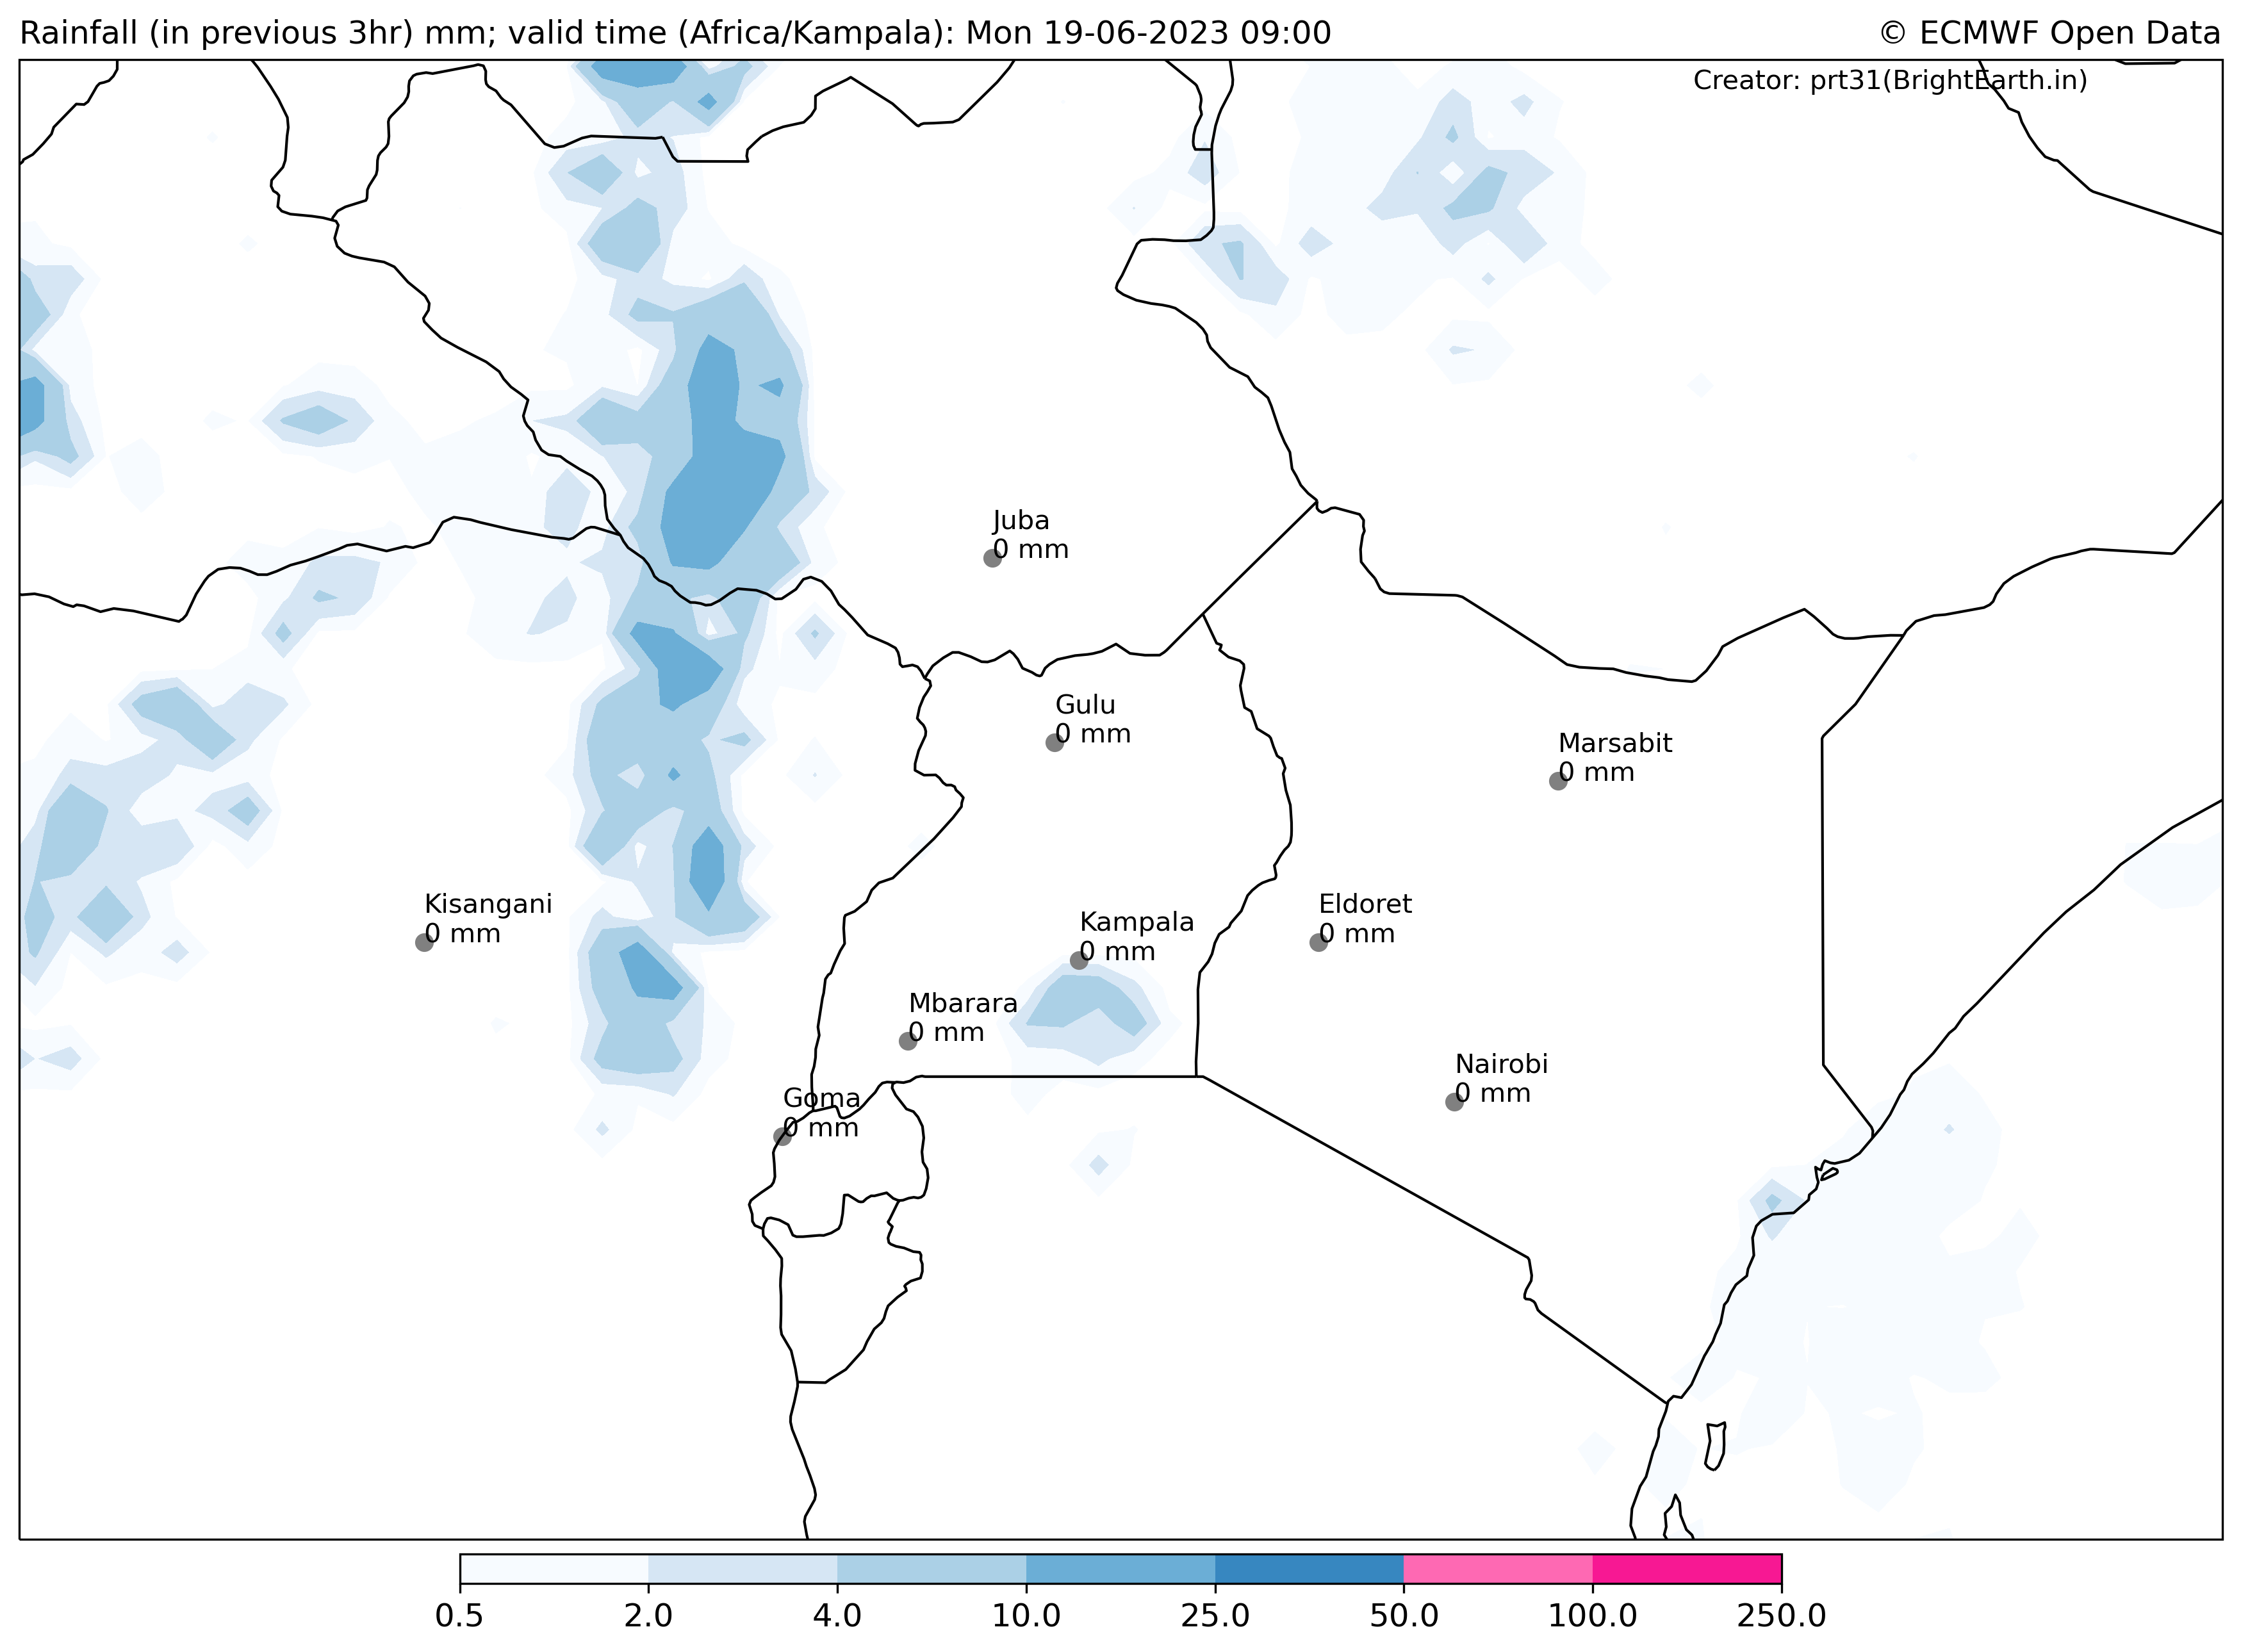 Rainfall (in previous 3hr) mm; valid time (Africa/Kampala): Mon 19-06-2023 09:00
© ECMWF Open Data
Creator: prt31(BrightEarth.in)
Juba
0 mm
Gulu
0 mm
Marsabit
0 mm
Kisangani
0 mm
Kampala
0 mm
Eldoret
0 mm
Mbarara
0 mm
Nairobi
0 mm
Goma
0 mm
0.5 2.0 4.0 10.0 25.0 50.0 100.0 250.0